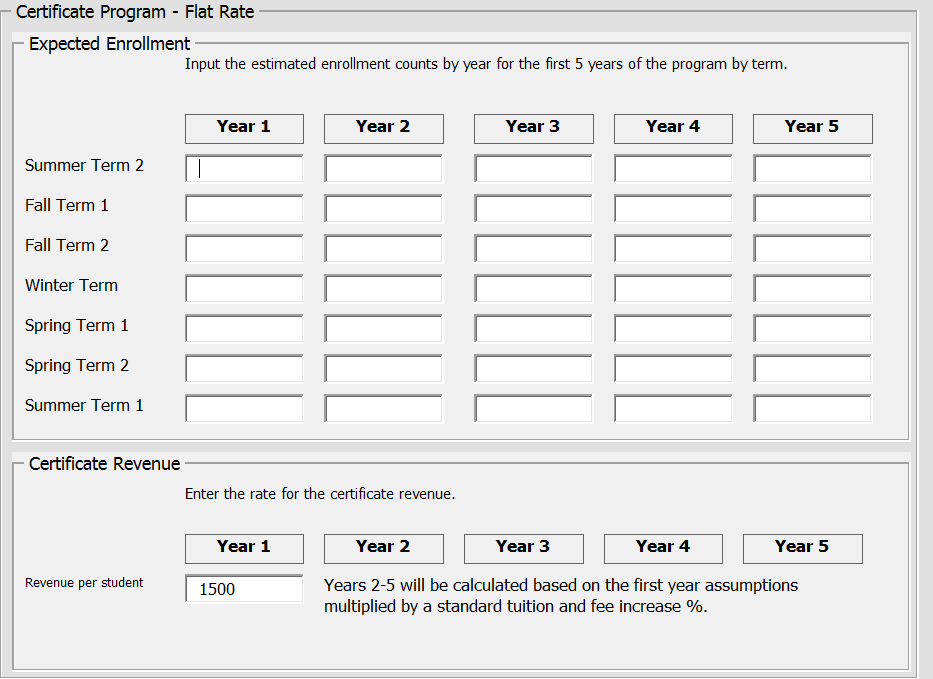 Certificate Program - Flat Rate
Expected Enrollment
Input the estimated enrollment counts by year for the first 5 years of the program by term.
Year 1 Year 2 Year 3 Year 4 Year 5
Summer Term 2
Fall Term 1
Fall Term 2
Winter Term
Spring Term 1
Spring Term 2
Summer Term 1
Certificate Revenue
Enter the rate for the certificate revenue.
Year 1 Year 2 Year 3 Year 4 Year 5
Revenue per student 1500 Years 2-5 will be calculated based on the first year assumptions
multiplied by a standard tuition and fee increase %.